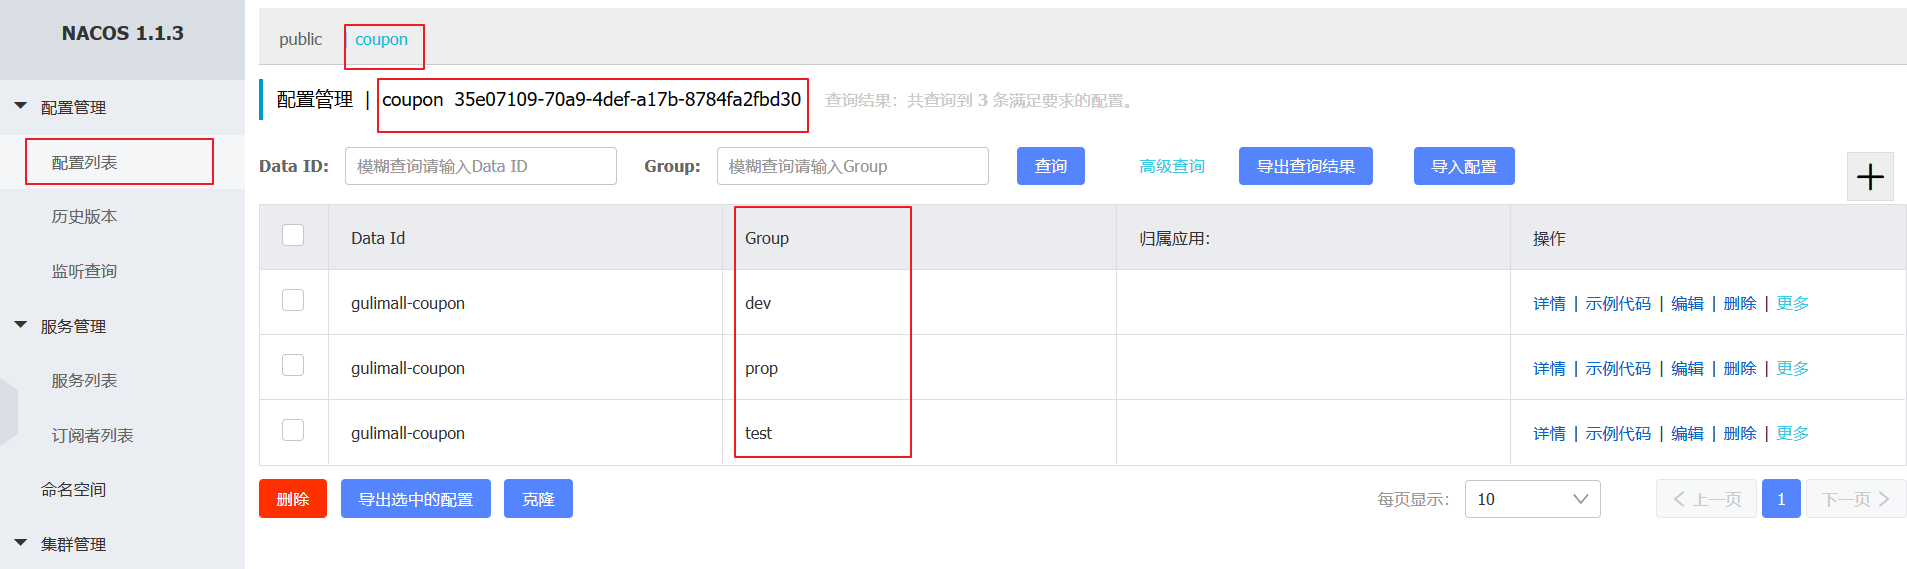 NACOS 1.1.3
配置管理
配置列表
历史版本
监听查询
服务管理
服务列表
订阅者列表
命名空间
集群管理
public | coupon
配置管理 | coupon 35e07109-70a9-4def-a17b-8784fa2fbd30 查询结果：共查询到 3 条满足要求的配置。
Data ID: 模糊查询请输入Data ID Group: 模糊查询请输入Group 查询 高级查询 导出查询结果 导入配置
Data Id Group 归属应用: 操作
gulimall-coupon dev 详情 | 示例代码 | 编辑 | 删除 | 更多
gulimall-coupon prop 详情 | 示例代码 | 编辑 | 删除 | 更多
gulimall-coupon test 详情 | 示例代码 | 编辑 | 删除 | 更多
删除 导出选中的配置 克隆 每页显示: 10 上一页 1 下一页